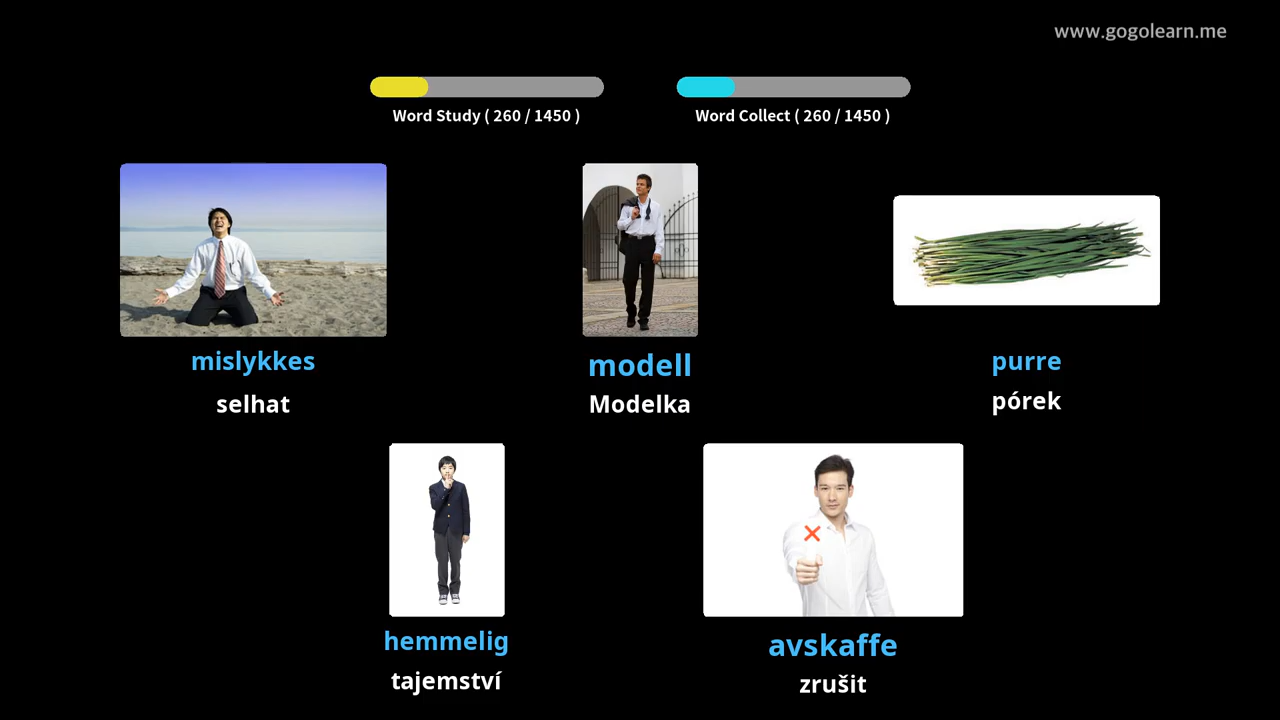 www.gogolearn.me
Word Study ( 260 / 1450 )
Word Collect ( 260 / 1450 )
mislykkes
selhat
modell
Modelka
purre
pórek
hemmelig
tajemství
avskaffe
zrušit